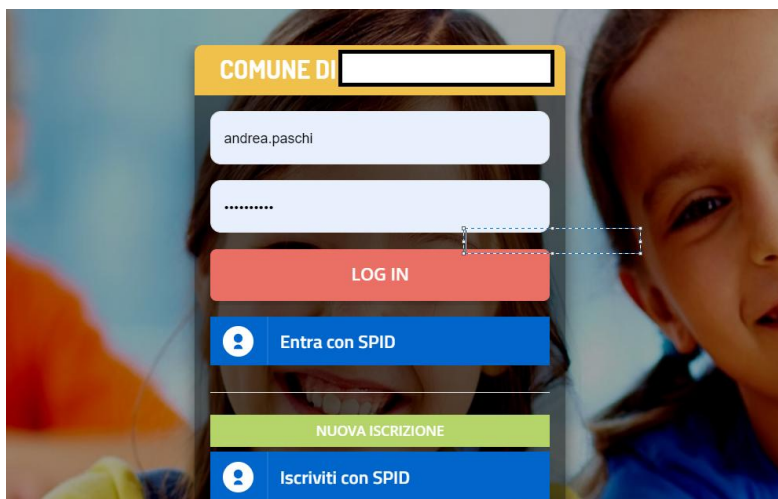 COMUNE DI
andrea.paschi
••••••••••
LOG IN
Entra con SPID
NUOVA ISCRIZIONE
Iscriviti con SPID